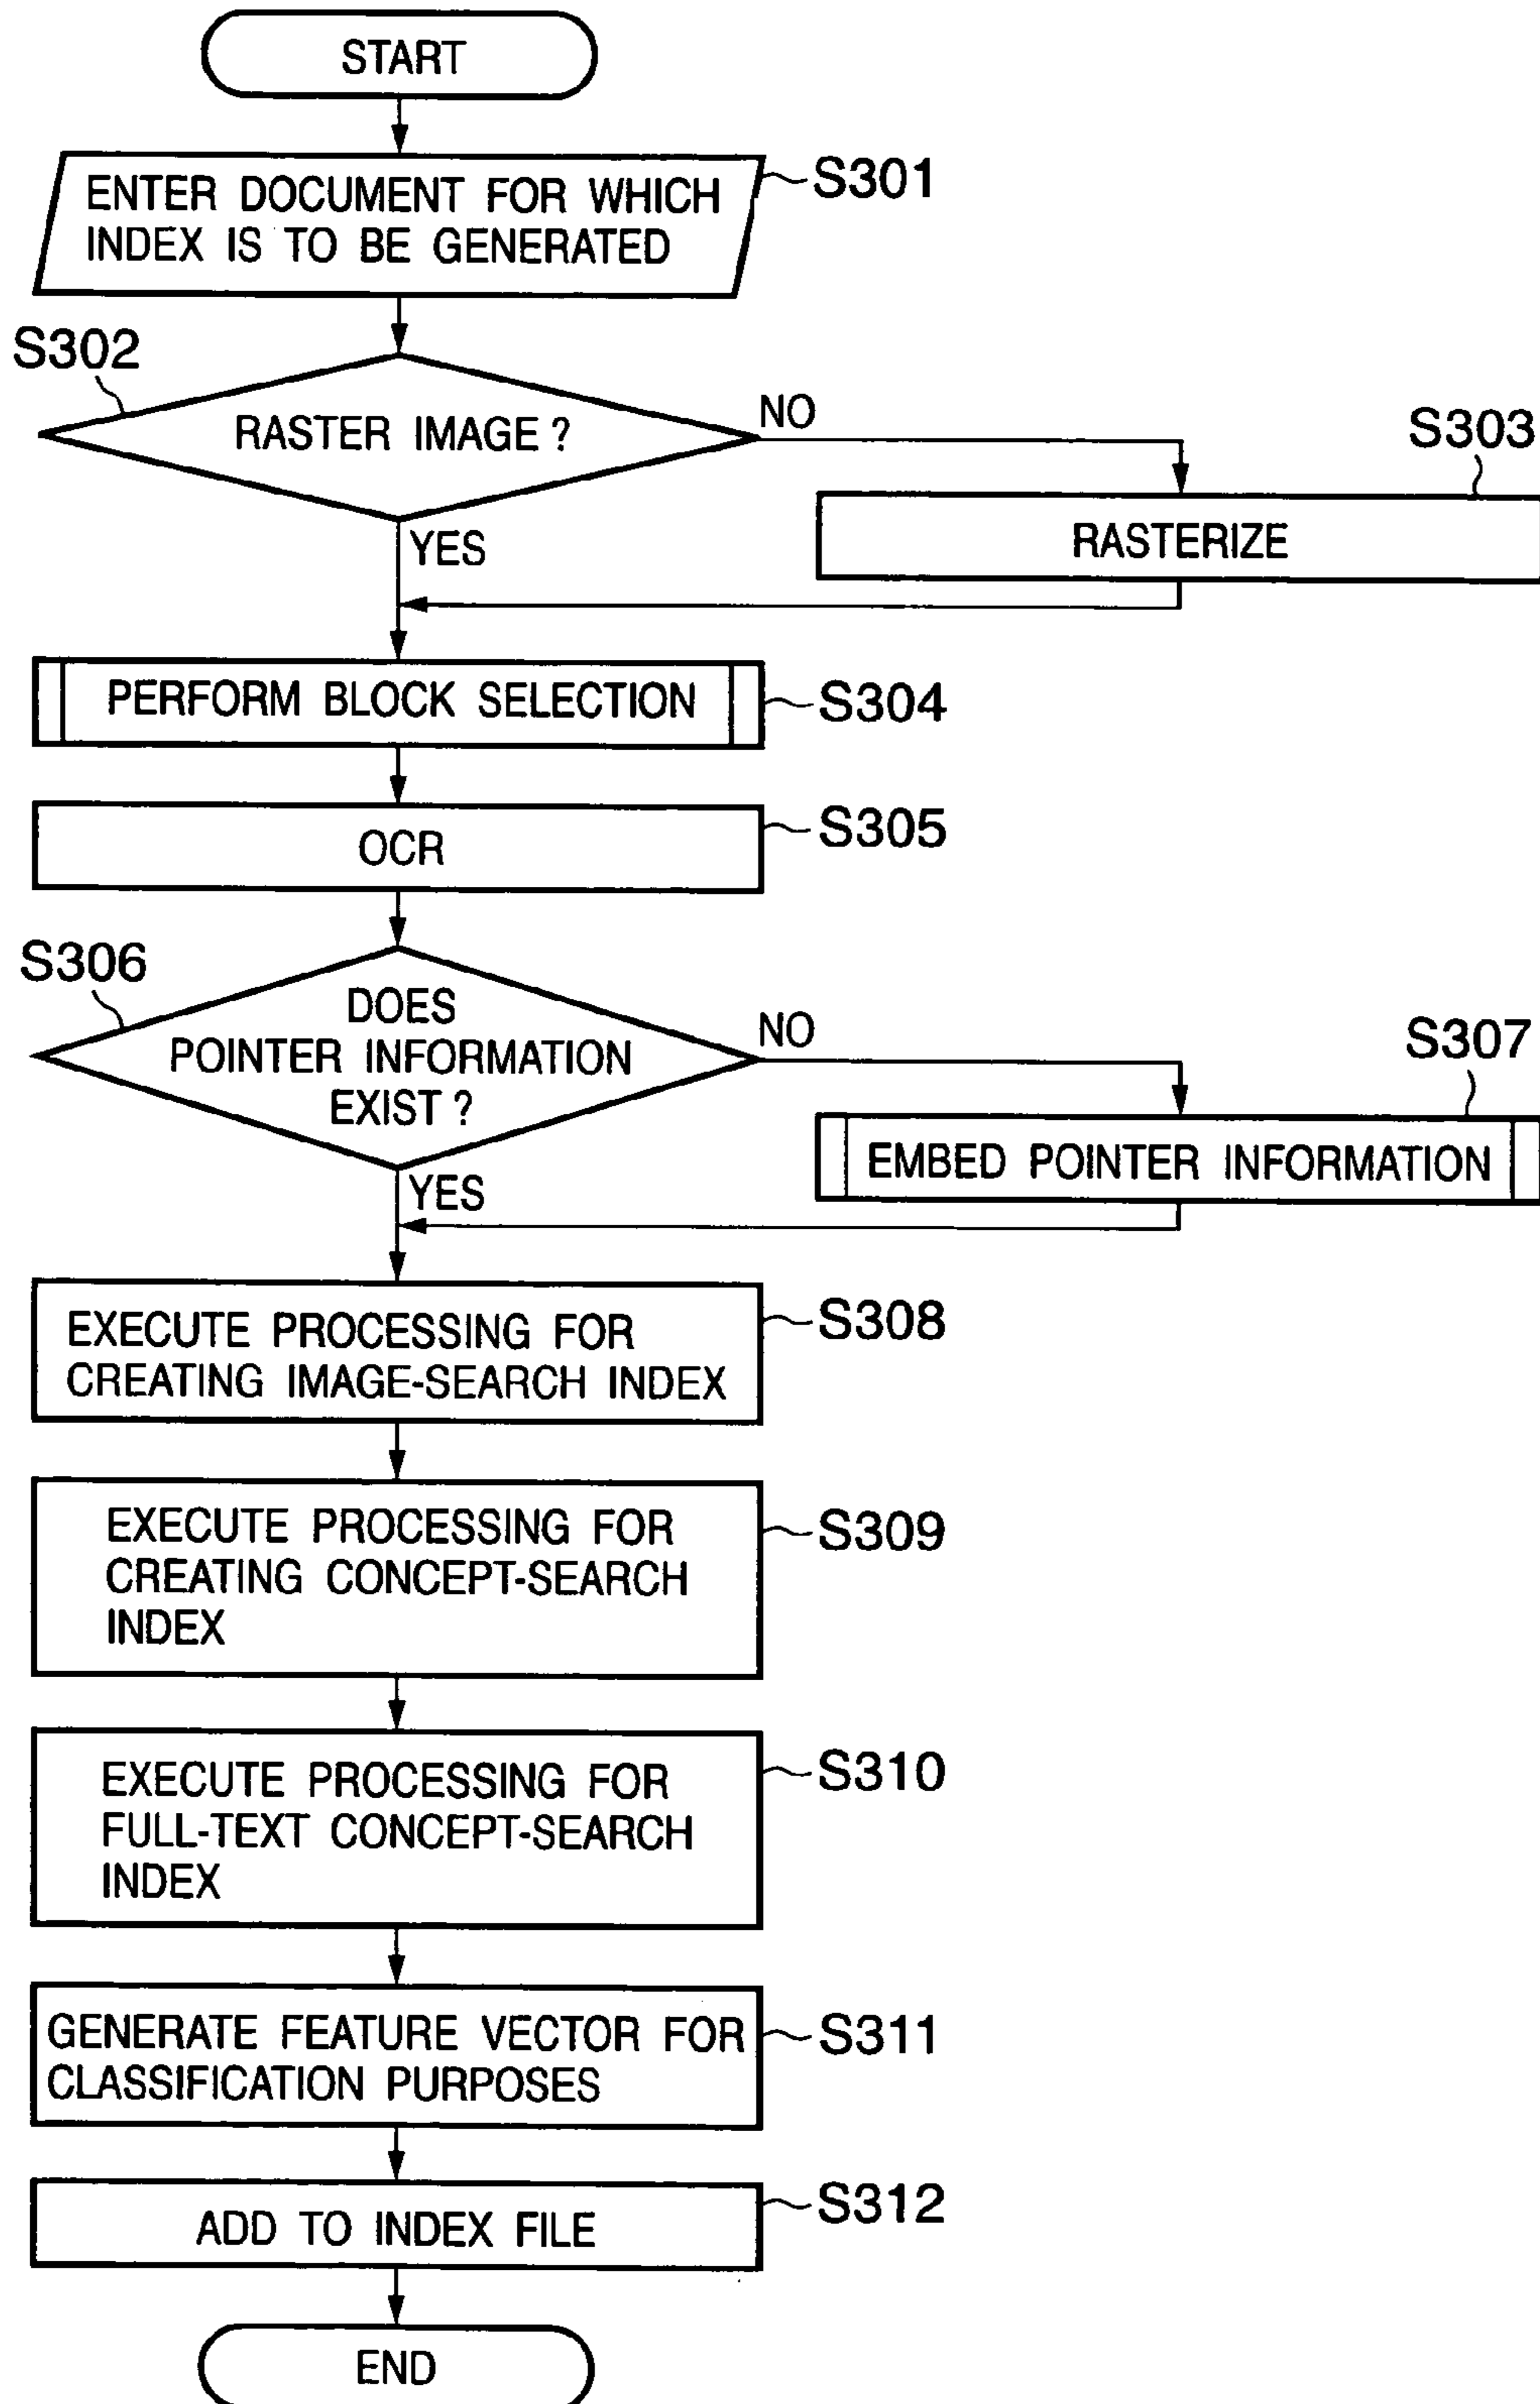 START
ENTER DOCUMENT FOR WHICH
INDEX IS TO BE GENERATED
S301
S302
RASTER IMAGE ?
NO
YES
S303
RASTERIZE
PERFORM BLOCK SELECTION
S304
OCR
S305
S306
DOES
POINTER INFORMATION
EXIST ?
NO
YES
S307
EMBED POINTER INFORMATION
EXECUTE PROCESSING FOR
CREATING IMAGE-SEARCH INDEX
S308
EXECUTE PROCESSING FOR
CREATING CONCEPT-SEARCH
INDEX
S309
EXECUTE PROCESSING FOR
FULL-TEXT CONCEPT-SEARCH
INDEX
S310
GENERATE FEATURE VECTOR FOR
CLASSIFICATION PURPOSES
S311
ADD TO INDEX FILE
S312
END